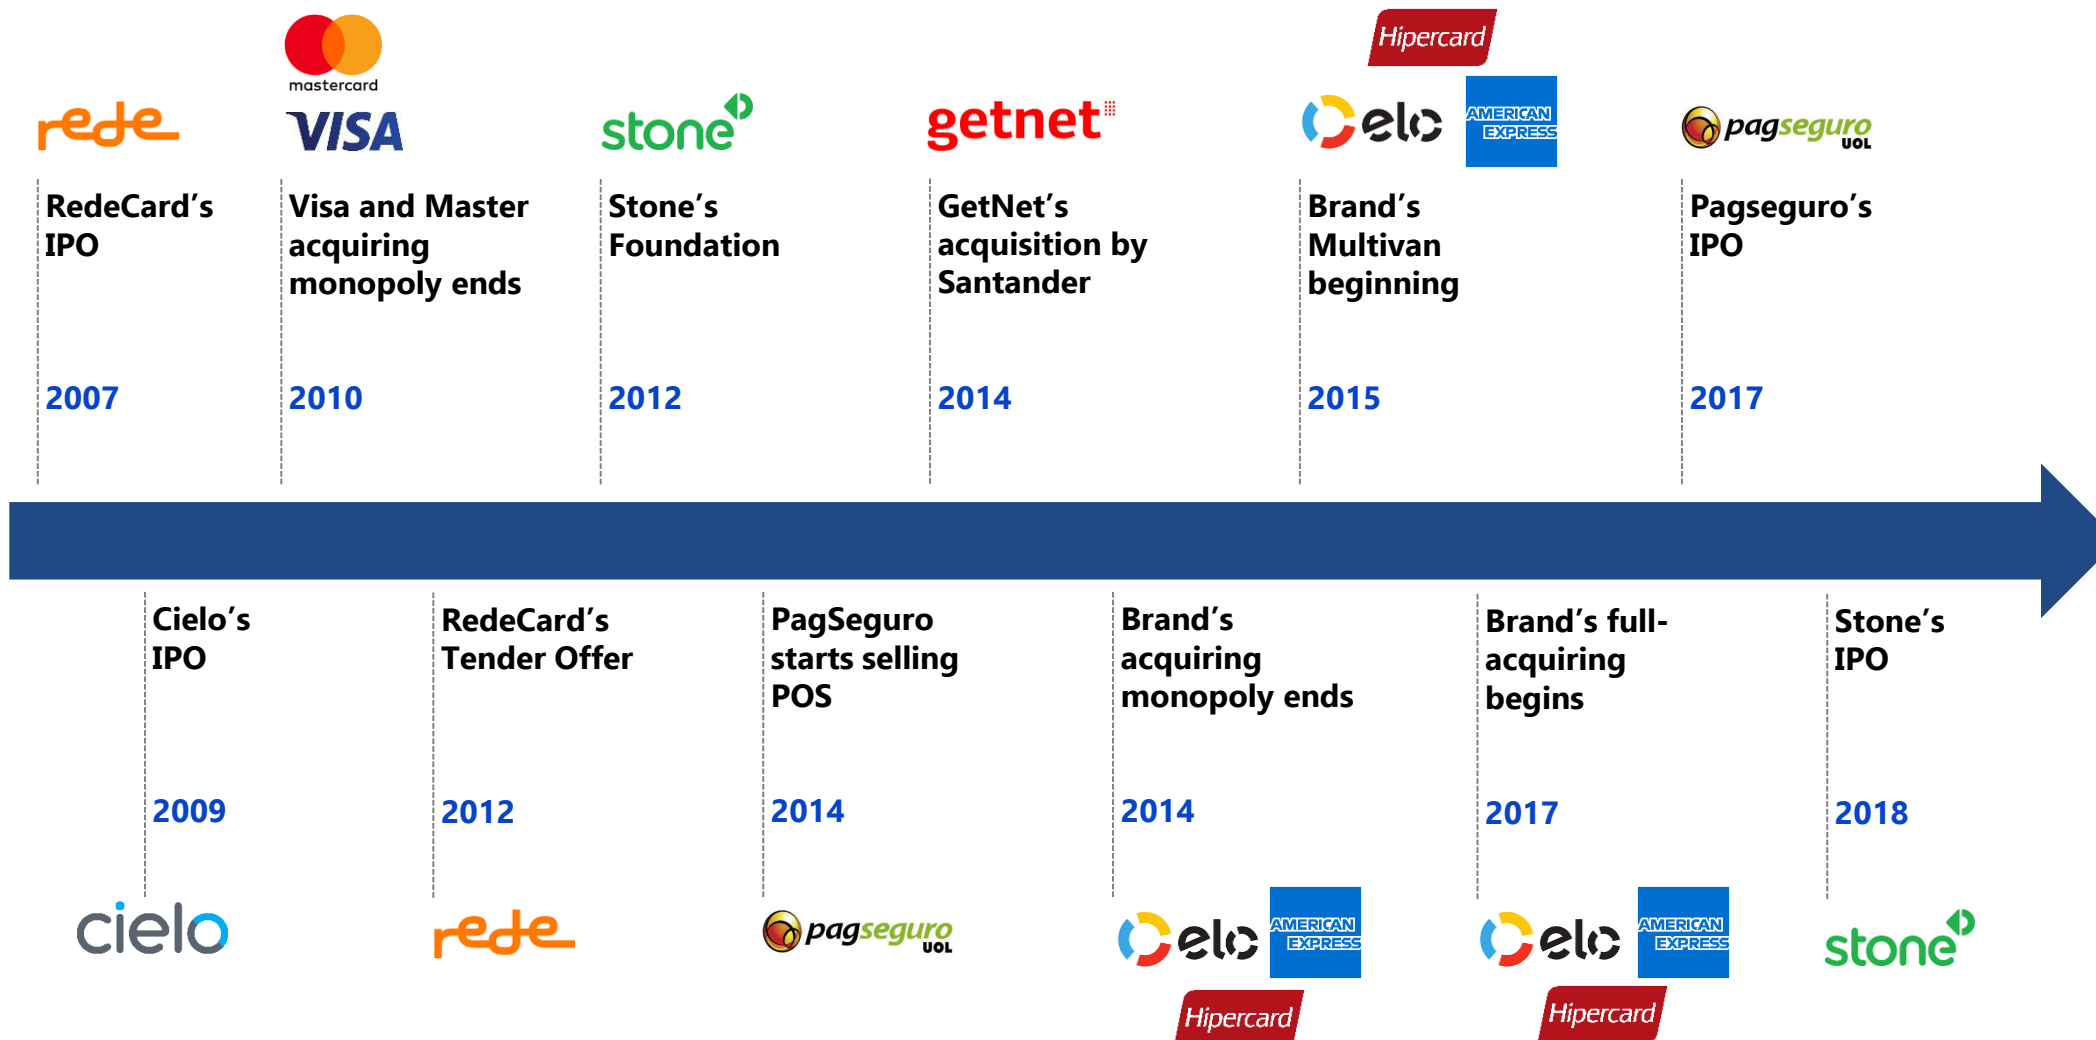 Hipercard
mastercard
rede
VISA
stone
getnet
elo
AMERICAN
EXPRESS
pagseguro
UOL
RedeCard's
IPO
Visa and Master
acquiring
monopoly ends
Stone's
Foundation
GetNet's
acquisition by
Santander
Brand's
Multivan
beginning
Pagseguro's
IPO
2007
2010
2012
2014
2015
2017
Cielo's
IPO
RedeCard's
Tender Offer
PagSeguro
starts selling
POS
Brand's
acquiring
monopoly ends
Brand's full-
acquiring
begins
Stone's
IPO
2009
2012
2014
2014
2017
2018
cielo
rede
pagseguro
UOL
elo
AMERICAN
EXPRESS
elo
AMERICAN
EXPRESS
stone
Hipercard
Hipercard